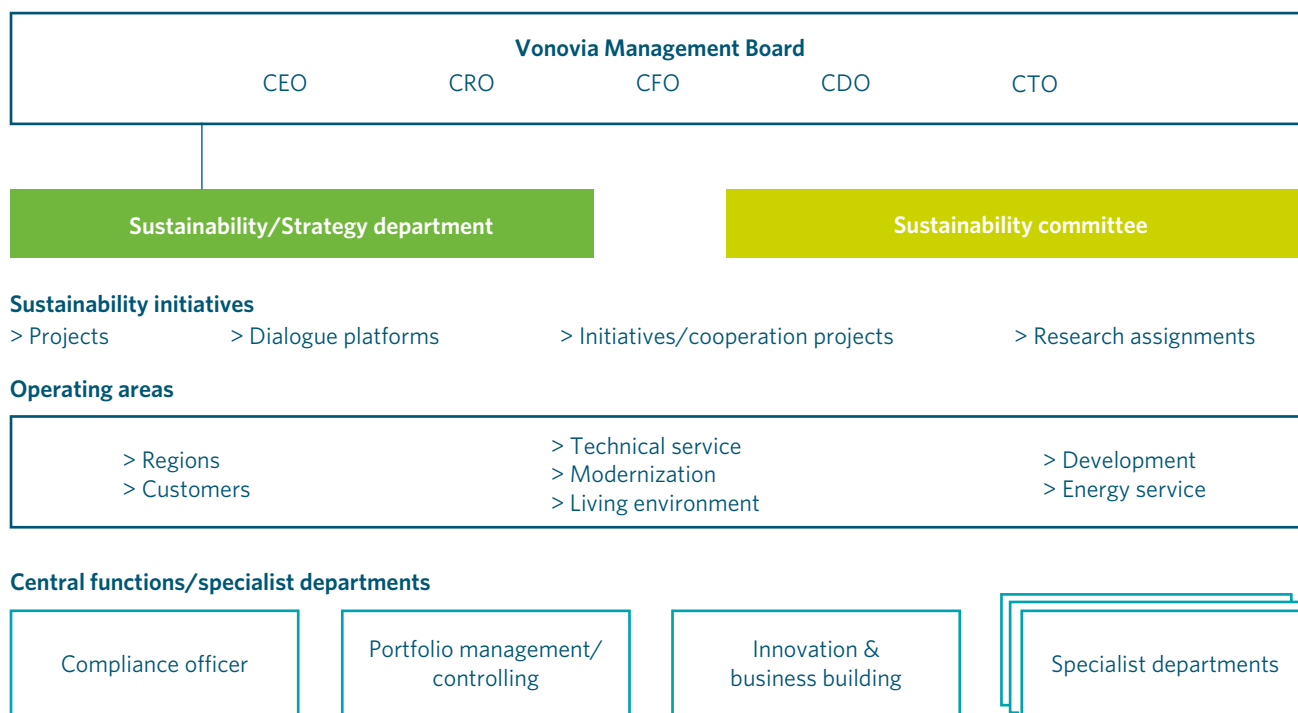 Vonovia Management Board
CEO CRO CFO CDO CTO
Sustainability/Strategy department
Sustainability committee
Sustainability initiatives
> Projects > Dialogue platforms > Initiatives/cooperation projects > Research assignments
Operating areas
> Regions
> Customers
> Technical service
> Modernization
> Living environment
> Development
> Energy service
Central functions/specialist departments
Compliance officer
Portfolio management/
controlling
Innovation &
business building
Specialist departments